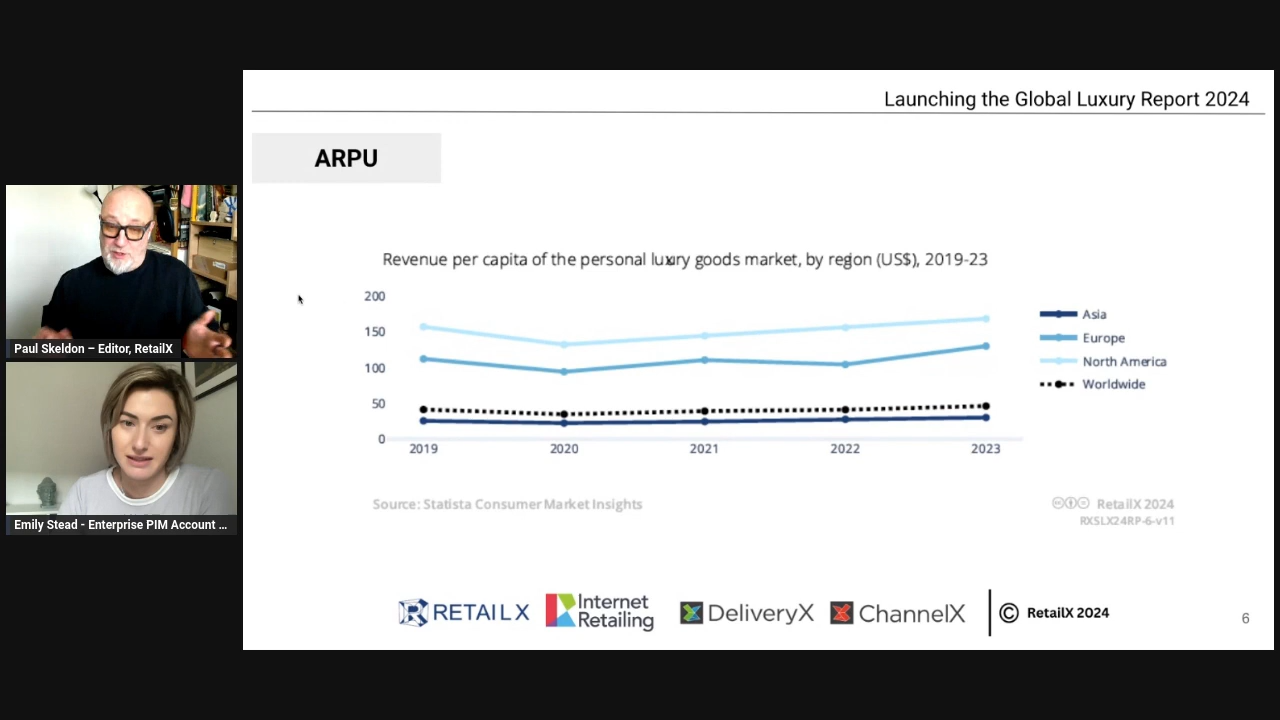 Launching the Global Luxury Report 2024
ARPU
Revenue per capita of the personal luxury goods market, by region (US$), 2019-23
200
150
100
50
0
2019 2020 2021 2022 2023
Asia
Europe
North America
Worldwide
Source: Statista Consumer Market Insights
RetailX 2024
RXSLX24RP-6-v11
Paul Skeldon – Editor, RetailX
Emily Stead - Enterprise PIM Account ...
RETAIL X
Internet
Retailing
DeliveryX
ChannelX
© RetailX 2024
6